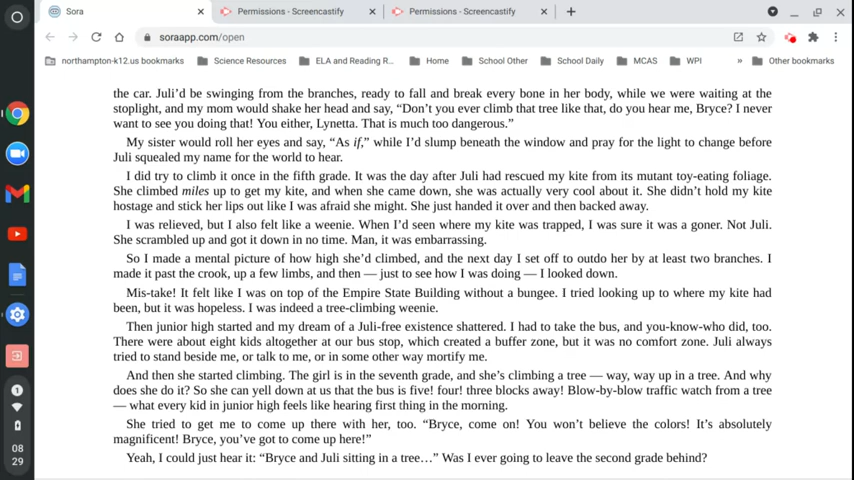 Sora
Permissions - Screencastify
Permissions - Screencastify
soraapp.com/open
northampton-k12.us bookmarks
Science Resources
ELA and Reading R...
Home
School Other
School Daily
MCAS
WPI
»
Other bookmarks
the car. Juli’d be swinging from the branches, ready to fall and break every bone in her body, while we were waiting at the
stoplight, and my mom would shake her head and say, “Don’t you ever climb that tree like that, do you hear me, Bryce? I never
want to see you doing that! You either, Lynetta. That is much too dangerous.”
My sister would roll her eyes and say, “As if,” while I’d slump beneath the window and pray for the light to change before
Juli squealed my name for the world to hear.
I did try to climb it once in the fifth grade. It was the day after Juli had rescued my kite from its mutant toy-eating foliage.
She climbed miles up to get my kite, and when she came down, she was actually very cool about it. She didn’t hold my kite
hostage and stick her lips out like I was afraid she might. She just handed it over and then backed away.
I was relieved, but I also felt like a weenie. When I’d seen where my kite was trapped, I was sure it was a goner. Not Juli.
She scrambled up and got it down in no time. Man, it was embarrassing.
So I made a mental picture of how high she’d climbed, and the next day I set off to outdo her by at least two branches. I
made it past the crook, up a few limbs, and then — just to see how I was doing — I looked down.
Mis-take! It felt like I was on top of the Empire State Building without a bungee. I tried looking up to where my kite had
been, but it was hopeless. I was indeed a tree-climbing weenie.
Then junior high started and my dream of a Juli-free existence shattered. I had to take the bus, and you-know-who did, too.
There were about eight kids altogether at our bus stop, which created a buffer zone, but it was no comfort zone. Juli always
tried to stand beside me, or talk to me, or in some other way mortify me.
And then she started climbing. The girl is in the seventh grade, and she’s climbing a tree — way, way up in a tree. And why
does she do it? So she can yell down at us that the bus is five! four! three blocks away! Blow-by-blow traffic watch from a tree
— what every kid in junior high feels like hearing first thing in the morning.
She tried to get me to come up there with her, too. “Bryce, come on! You won’t believe the colors! It’s absolutely
magnificent! Bryce, you’ve got to come up here!”
Yeah, I could just hear it: “Bryce and Juli sitting in a tree…” Was I ever going to leave the second grade behind?
1
08
29